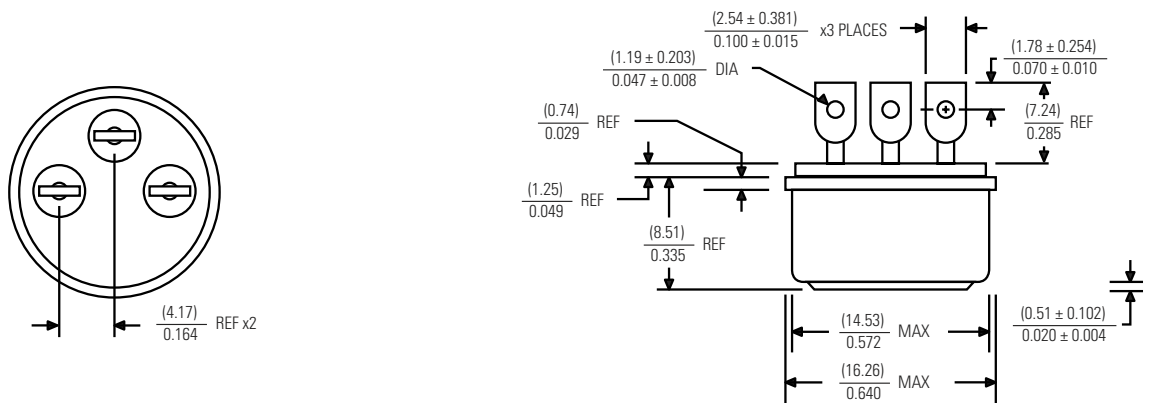 (2.54 ± 0.381)
0.100 ± 0.015
x3 PLACES
(1.19 ± 0.203)
0.047 ± 0.008
DIA
(1.78 ± 0.254)
0.070 ± 0.010
(0.74)
0.029
REF
(7.24)
0.285
REF
(1.25)
0.049
REF
(8.51)
0.335
REF
(4.17)
0.164
REF x2
(14.53)
0.572
MAX
(0.51 ± 0.102)
0.020 ± 0.004
(16.26)
0.640
MAX